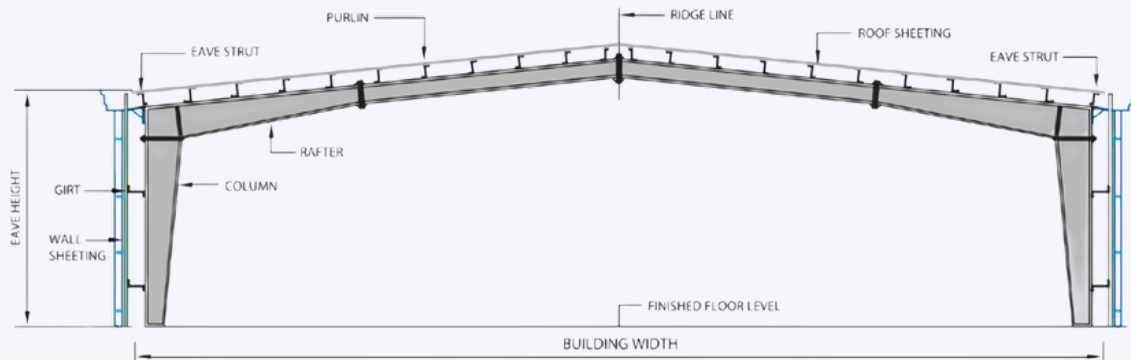 PURLIN
RIDGE LINE
EAVE STRUT
ROOF SHEETING
EAVE STRUT
RAFTER
COLUMN
GIRT
EAVE HEIGHT
WALL
SHEETING
FINISHED FLOOR LEVEL
BUILDING WIDTH